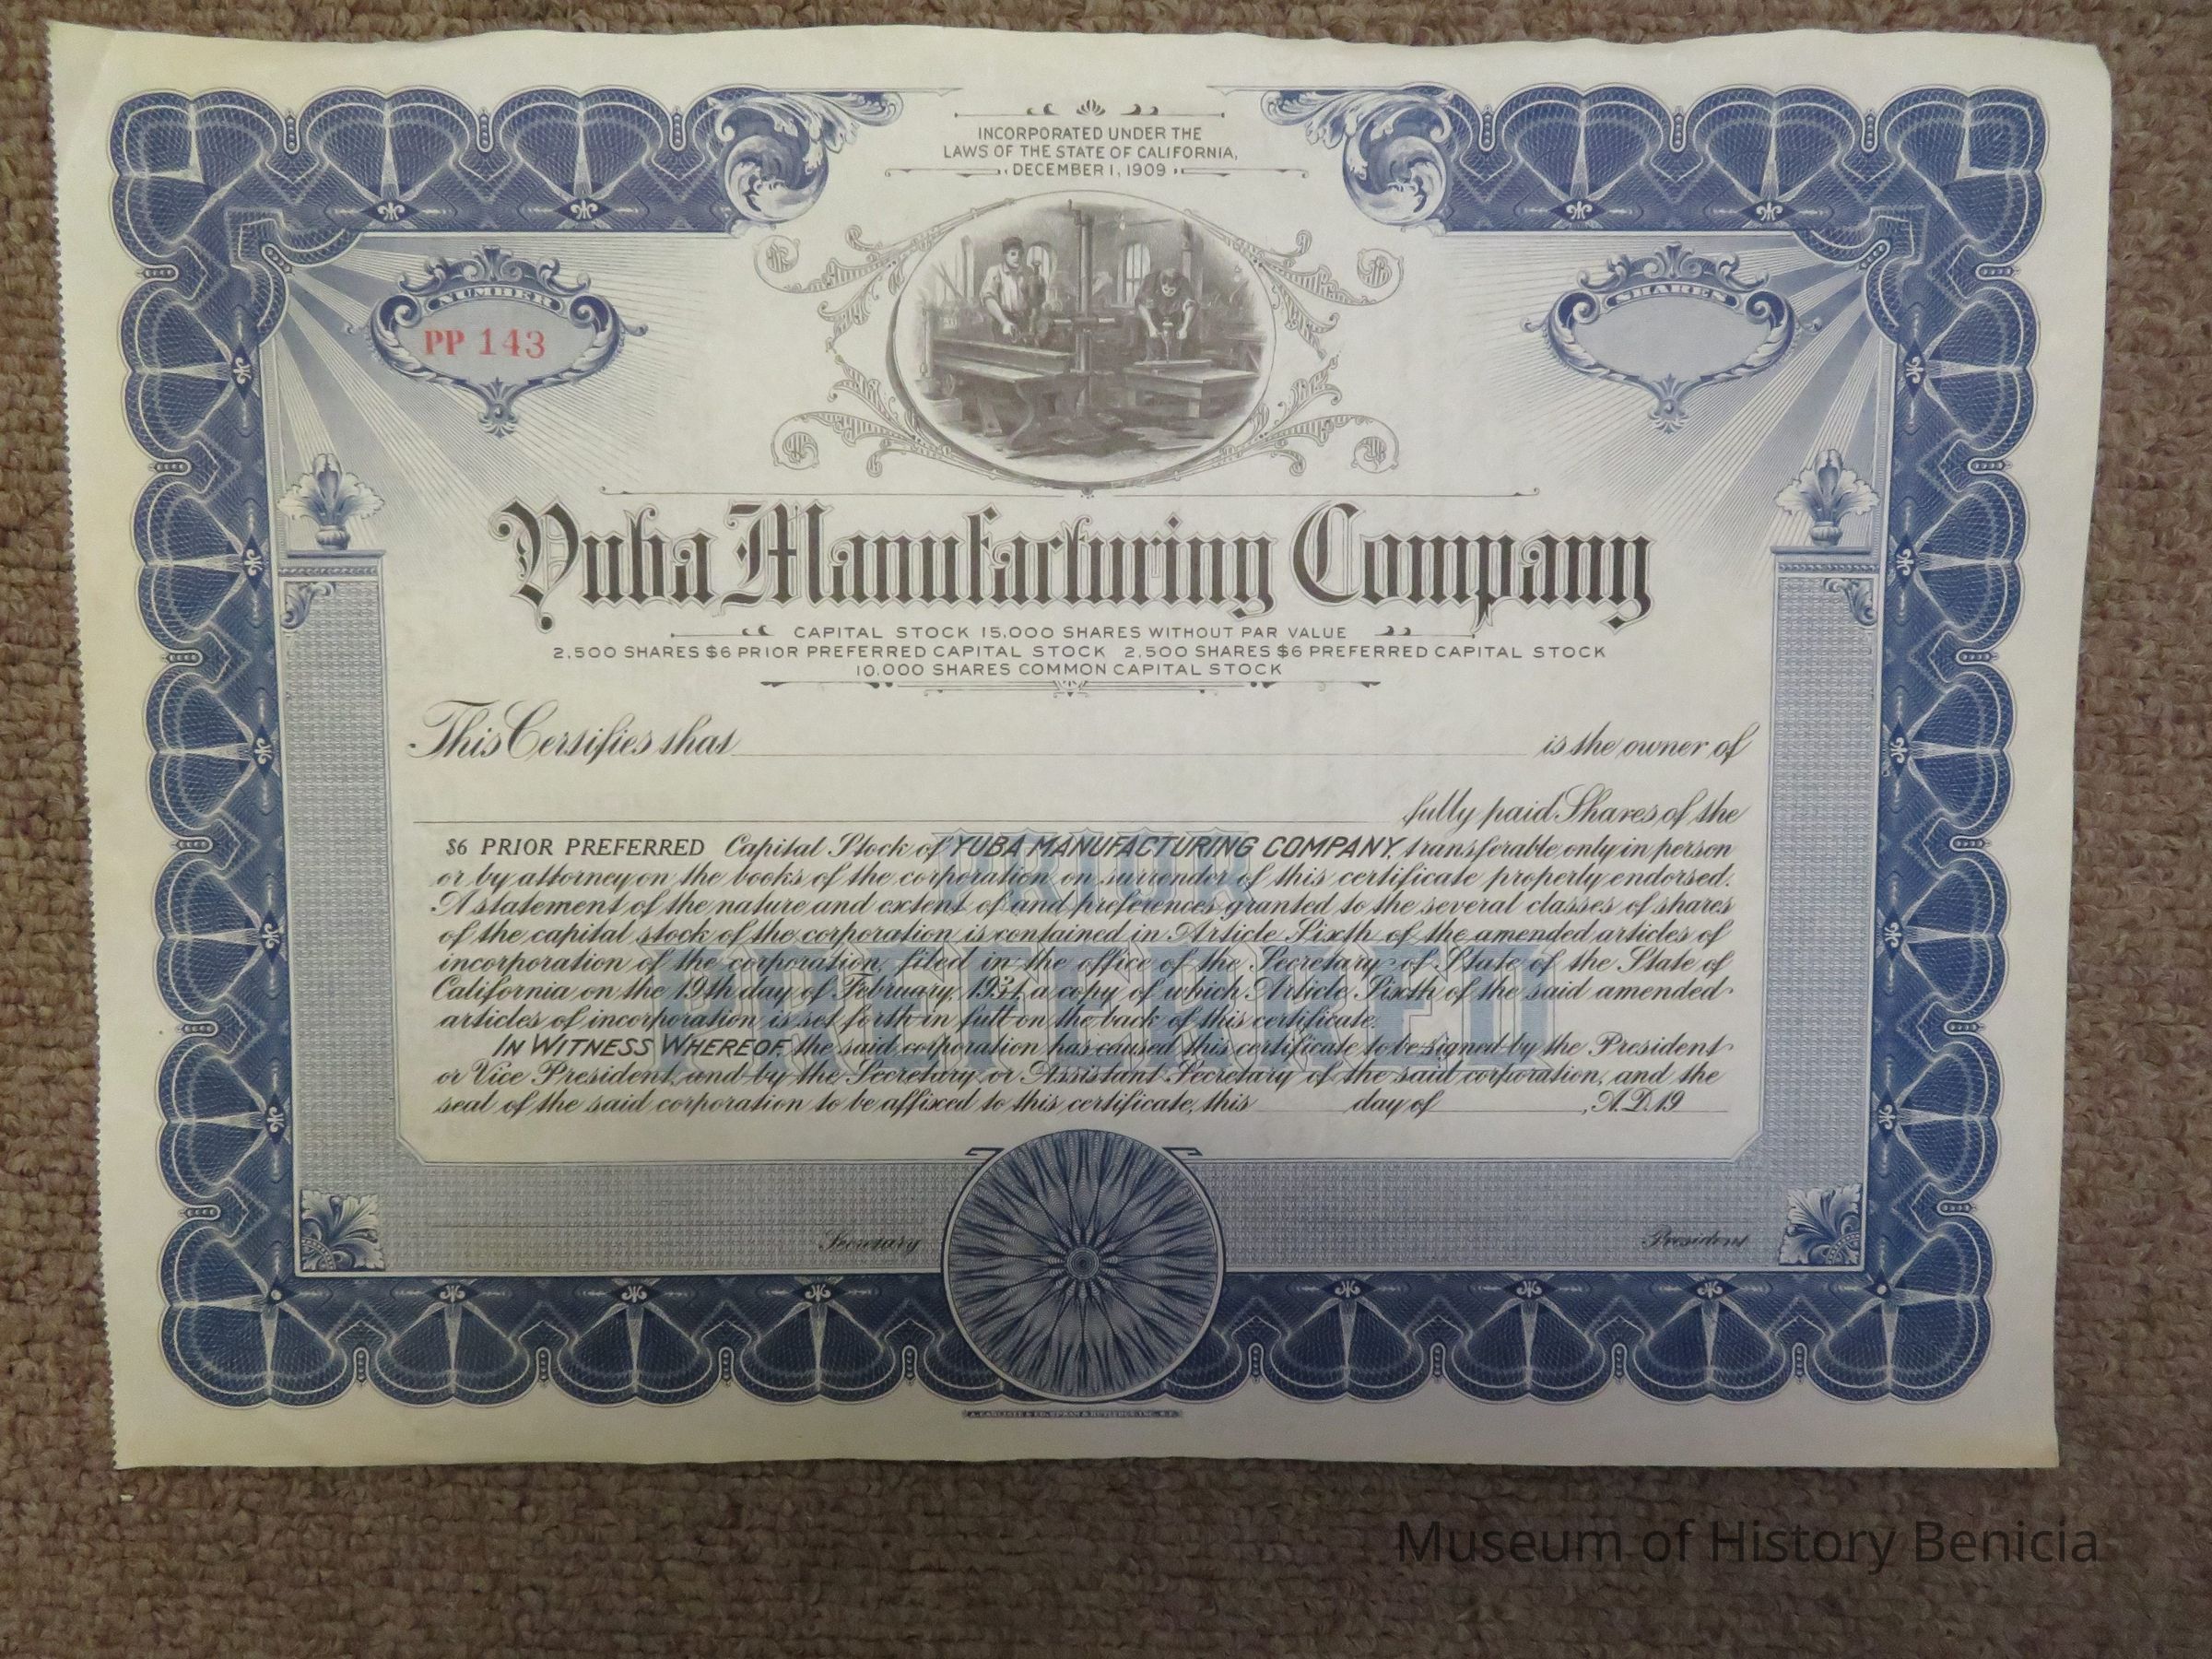 INCORPORATED UNDER THE
LAWS OF THE STATE OF CALIFORNIA,
DECEMBER 1, 1909
NUMBER
PP 143
SHARES
Yuba Manufacturing Company
CAPITAL STOCK 15,000 SHARES WITHOUT PAR VALUE
2,500 SHARES $6 PRIOR PREFERRED CAPITAL STOCK 2,500 SHARES $6 PREFERRED CAPITAL STOCK
10,000 SHARES COMMON CAPITAL STOCK
This Certifies that is the owner of
fully paid Shares of the
$6 PRIOR PREFERRED Capital Stock of YUBA MANUFACTURING COMPANY, transferable only in person
or by attorney on the books of the corporation on surrender of this certificate properly endorsed.
A statement of the nature and extent of and preferences granted to the several classes of shares
of the capital stock of the corporation is contained in Article Sixth of the amended articles of
incorporation of the corporation, filed in the office of the Secretary of State of the State of
California on the 19th day of February, 1931, a copy of which Article Sixth of the said amended
articles of incorporation is set forth in full on the back of this certificate.
IN WITNESS WHEREOF, the said corporation has caused this certificate to be signed by the President
or Vice President, and by the Secretary or Assistant Secretary of the said corporation, and the
seal of the said corporation to be affixed to this certificate, this day of , A.D. 19
PRIOR
PREFERRED
Secretary
President
Museum of History Benicia